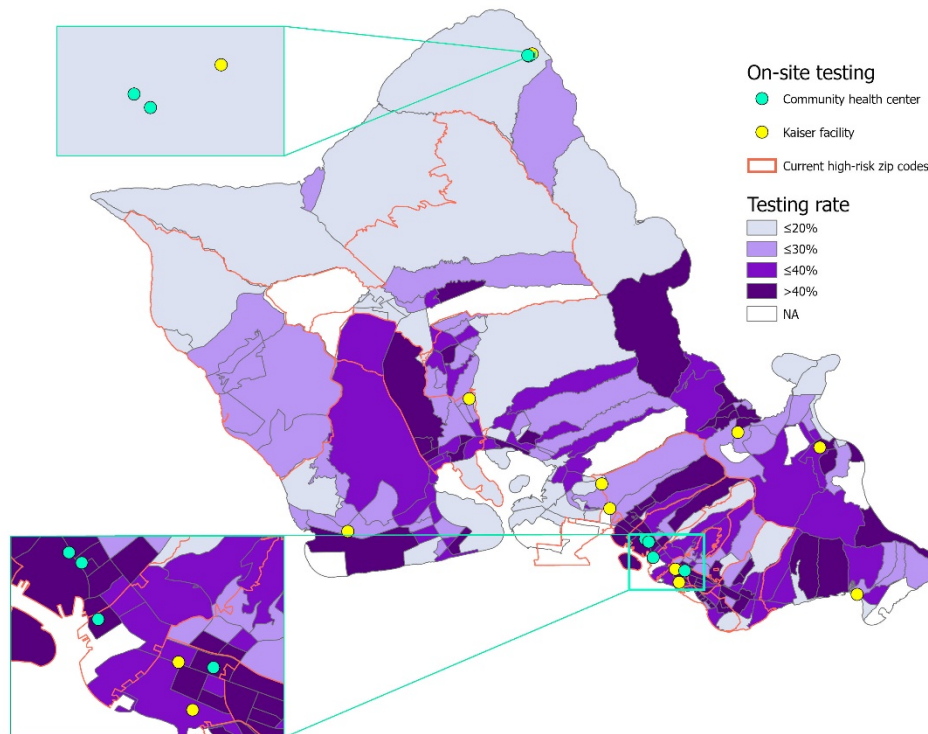 On-site testing
Community health center
Kaiser facility
Current high-risk zip codes
Testing rate
≤20%
≤30%
≤40%
>40%
NA